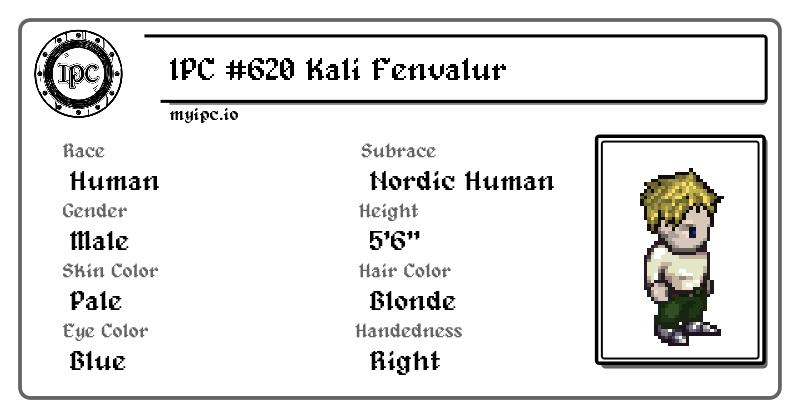 IPC
IPC #620 Kali Fenvalur
myipc.io
Race
Human
Subrace
Nordic Human
Gender
Male
Height
5'6"
Skin Color
Pale
Hair Color
Blonde
Eye Color
Blue
Handedness
Right